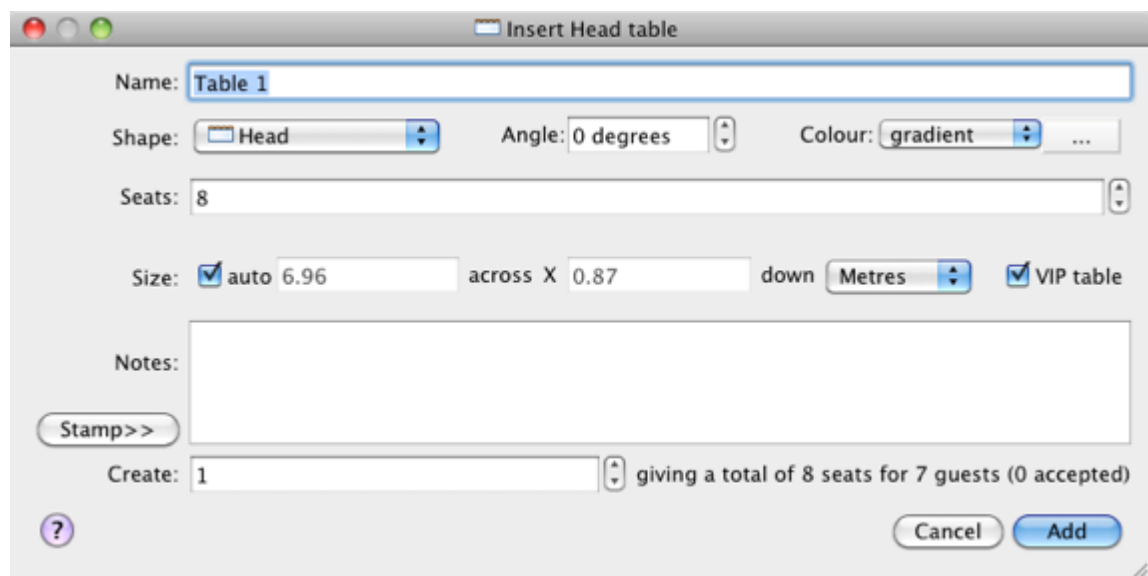 Insert Head table
Name: Table 1
Shape: Head Angle: 0 degrees Colour: gradient ...
Seats: 8
Size: auto 6.96 across X 0.87 down Metres VIP table
Notes:
Stamp>>
Create: 1 giving a total of 8 seats for 7 guests (0 accepted)
? Cancel Add